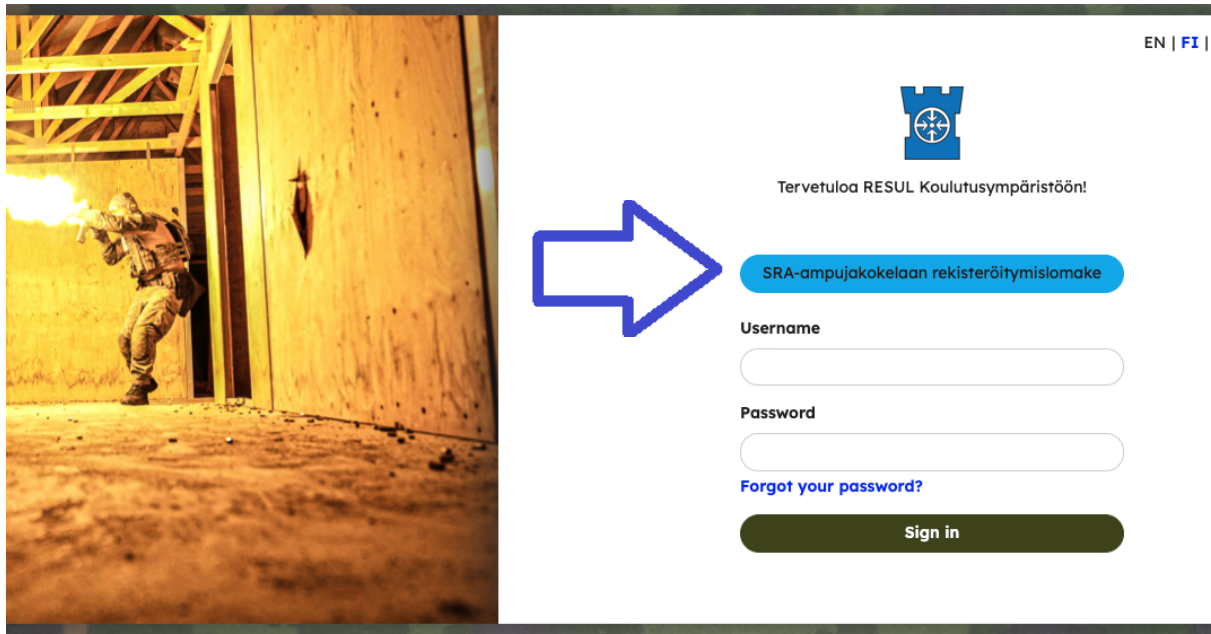 EN | FI |
Tervetuloa RESUL Koulutusympäristöön!
SRA-ampujakokelaan rekisteröitymislomake
Username
Password
Forgot your password?
Sign in